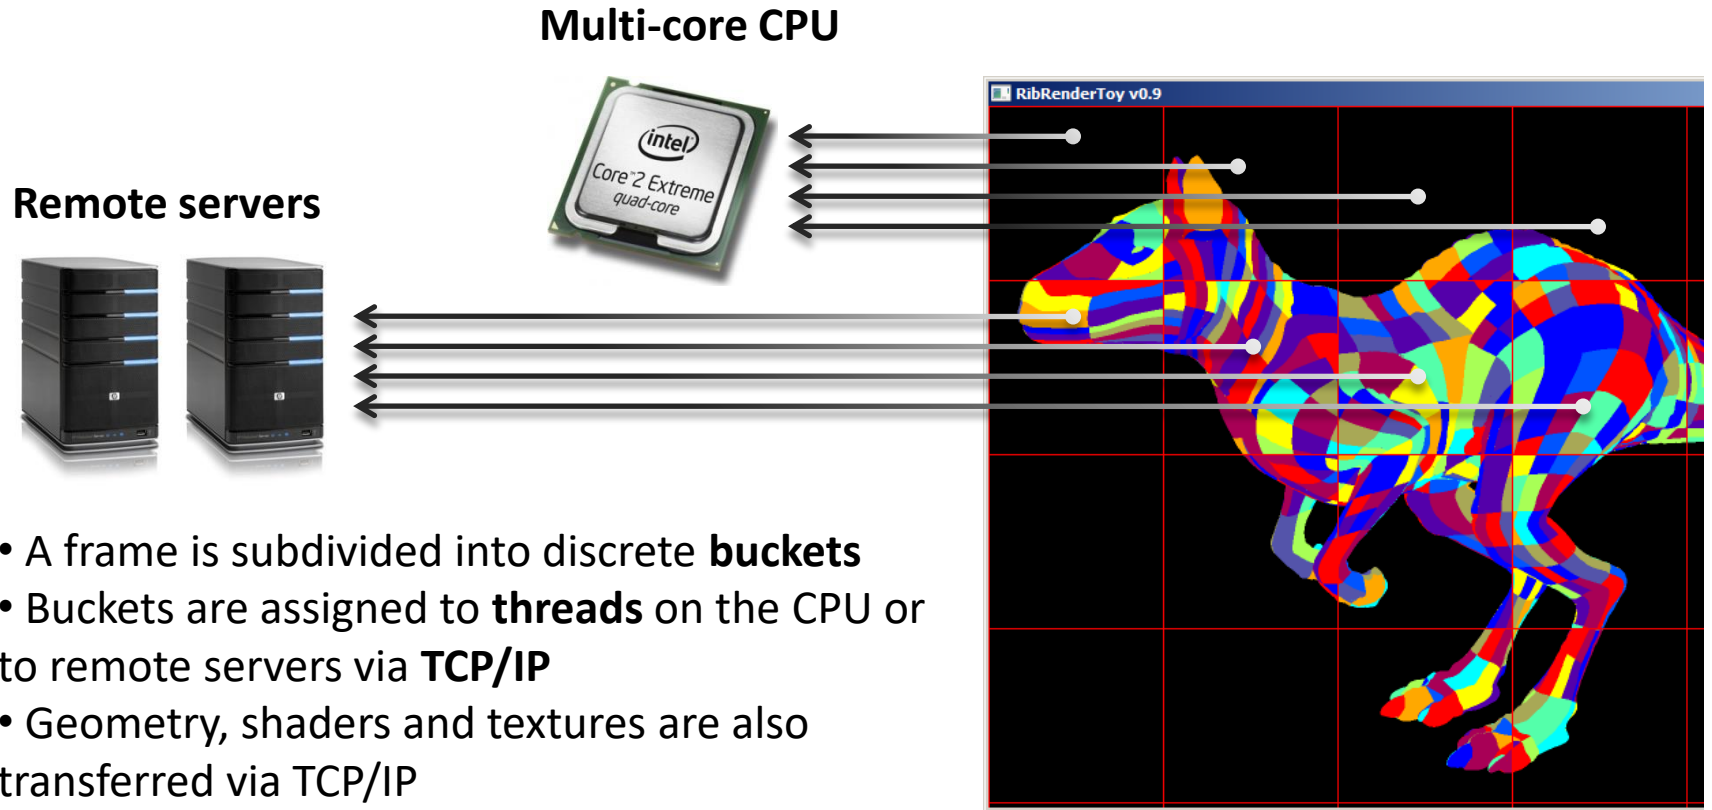 Multi-core CPU
RibRenderToy v0.9
intel
Core™2 Extreme
quad-core
Remote servers
• A frame is subdivided into discrete buckets
• Buckets are assigned to threads on the CPU or
to remote servers via TCP/IP
• Geometry, shaders and textures are also
transferred via TCP/IP